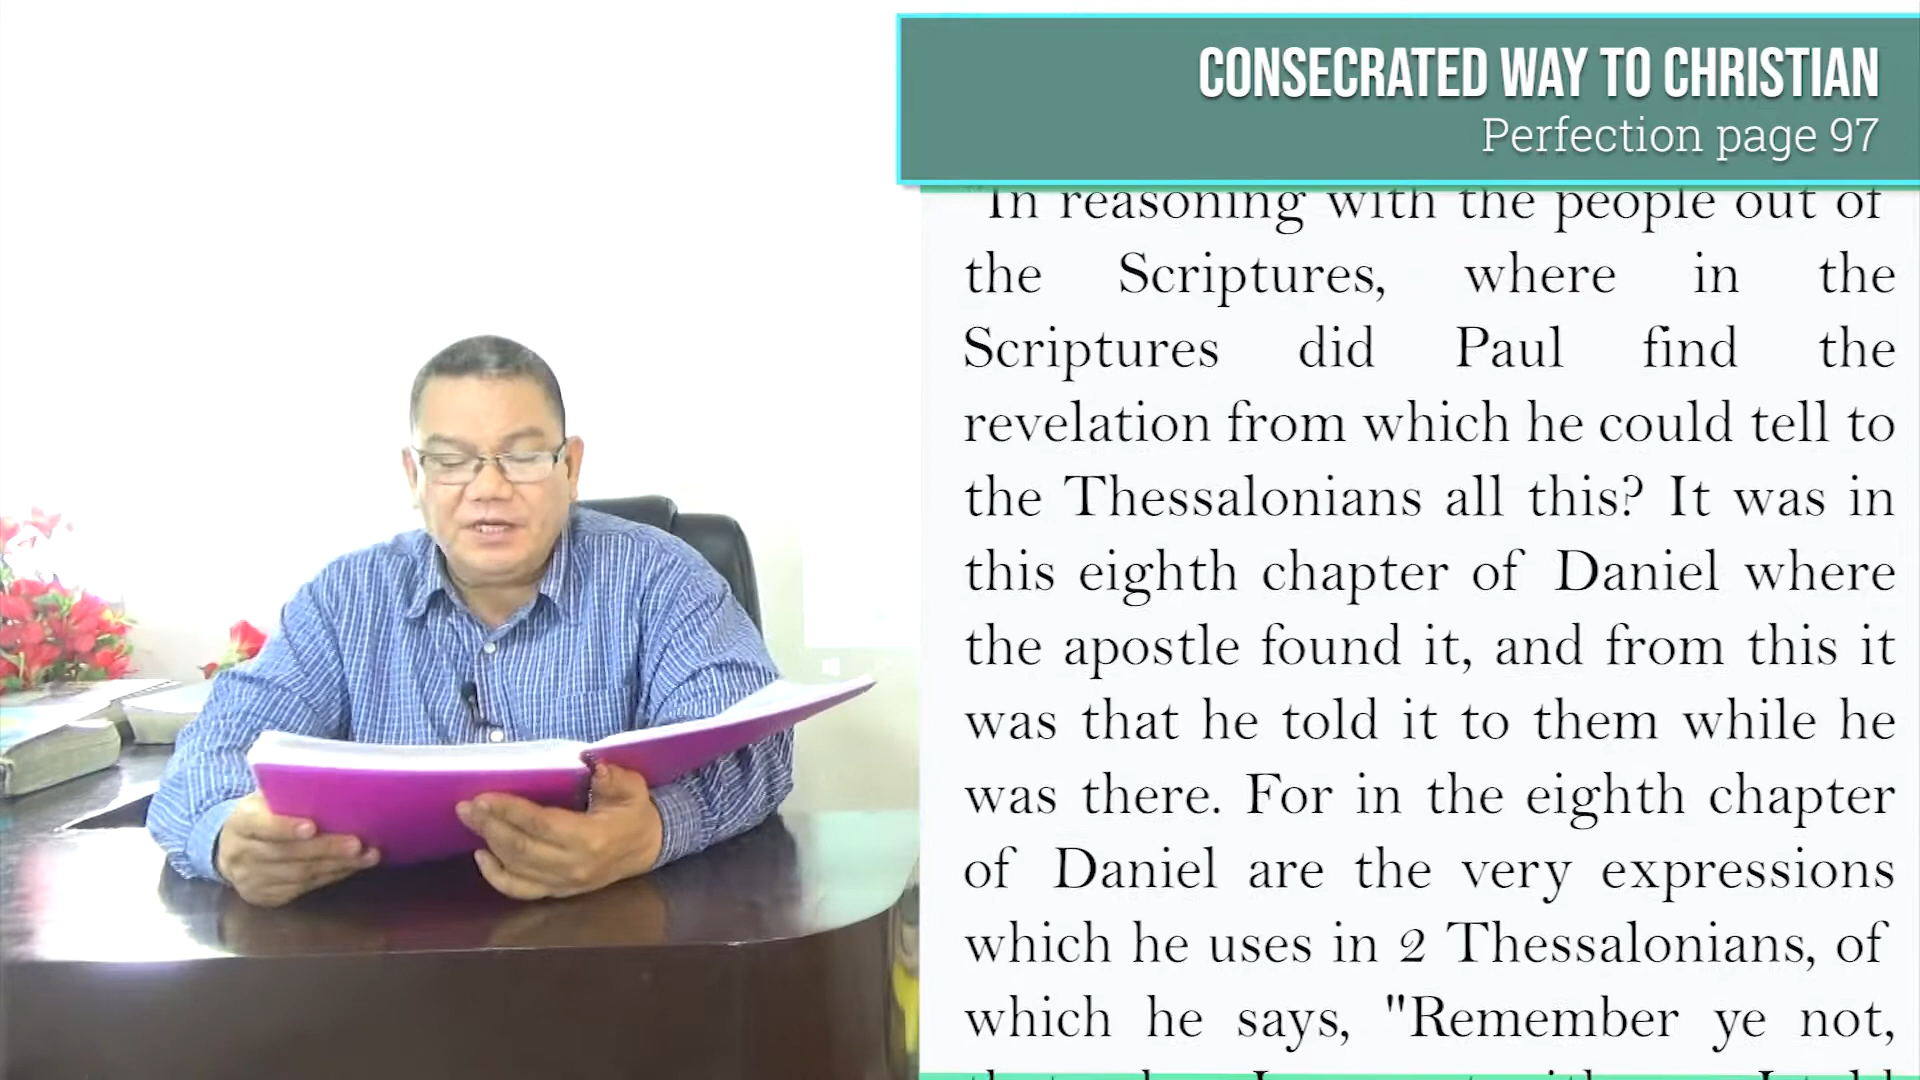 CONSECRATED WAY TO CHRISTIAN
Perfection page 97
"In reasoning with the people out of
the Scriptures, where in the
Scriptures did Paul find the
revelation from which he could tell to
the Thessalonians all this? It was in
this eighth chapter of Daniel where
the apostle found it, and from this it
was that he told it to them while he
was there. For in the eighth chapter
of Daniel are the very expressions
which he uses in 2 Thessalonians, of
which he says, "Remember ye not,